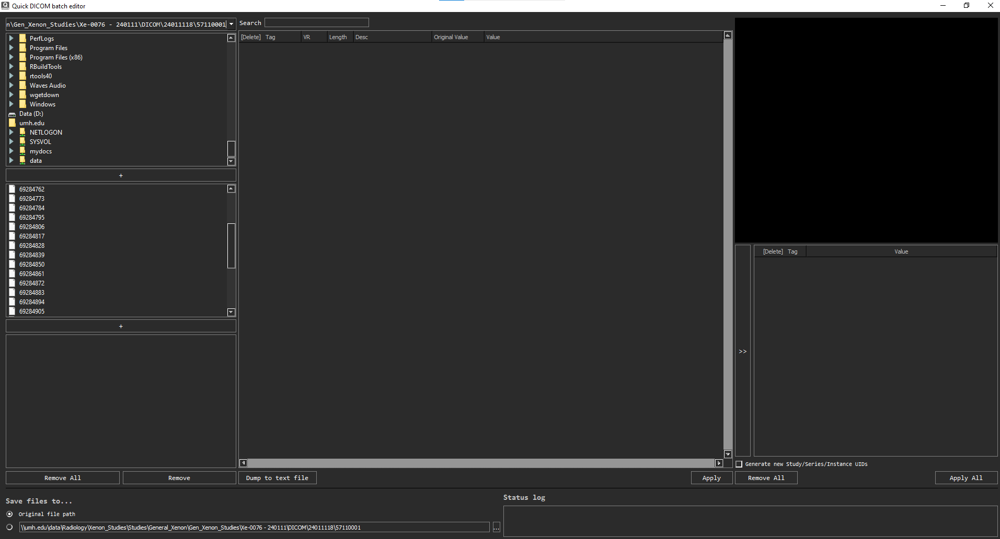 Quick DICOM batch editor
n\Gen_Xenon_Studies\Xe-0076 - 240111\DICOM\24011118\57110001
PerfLogs
Program Files
Program Files (x86)
RBuildTools
rtools40
Waves Audio
wgetdown
Windows
Data (D:)
umh.edu
NETLOGON
SYSVOL
mydocs
data
+
69284762
69284773
69284784
69284795
69284806
69284817
69284828
69284839
69284850
69284861
69284872
69284883
69284894
69284905
+
Remove All Remove
Search
[Delete] Tag VR Length Desc Original Value Value
Dump to text file Apply
>>
[Delete] Tag Value
Generate new Study/Series/Instance UIDs
Remove All Apply All
Save files to...
Original file path
\\umh.edu\data\Radiology\Xenon_Studies\Studies\General_Xenon\Gen_Xenon_Studies\Xe-0076 - 240111\DICOM\24011118\57110001 ...
Status log